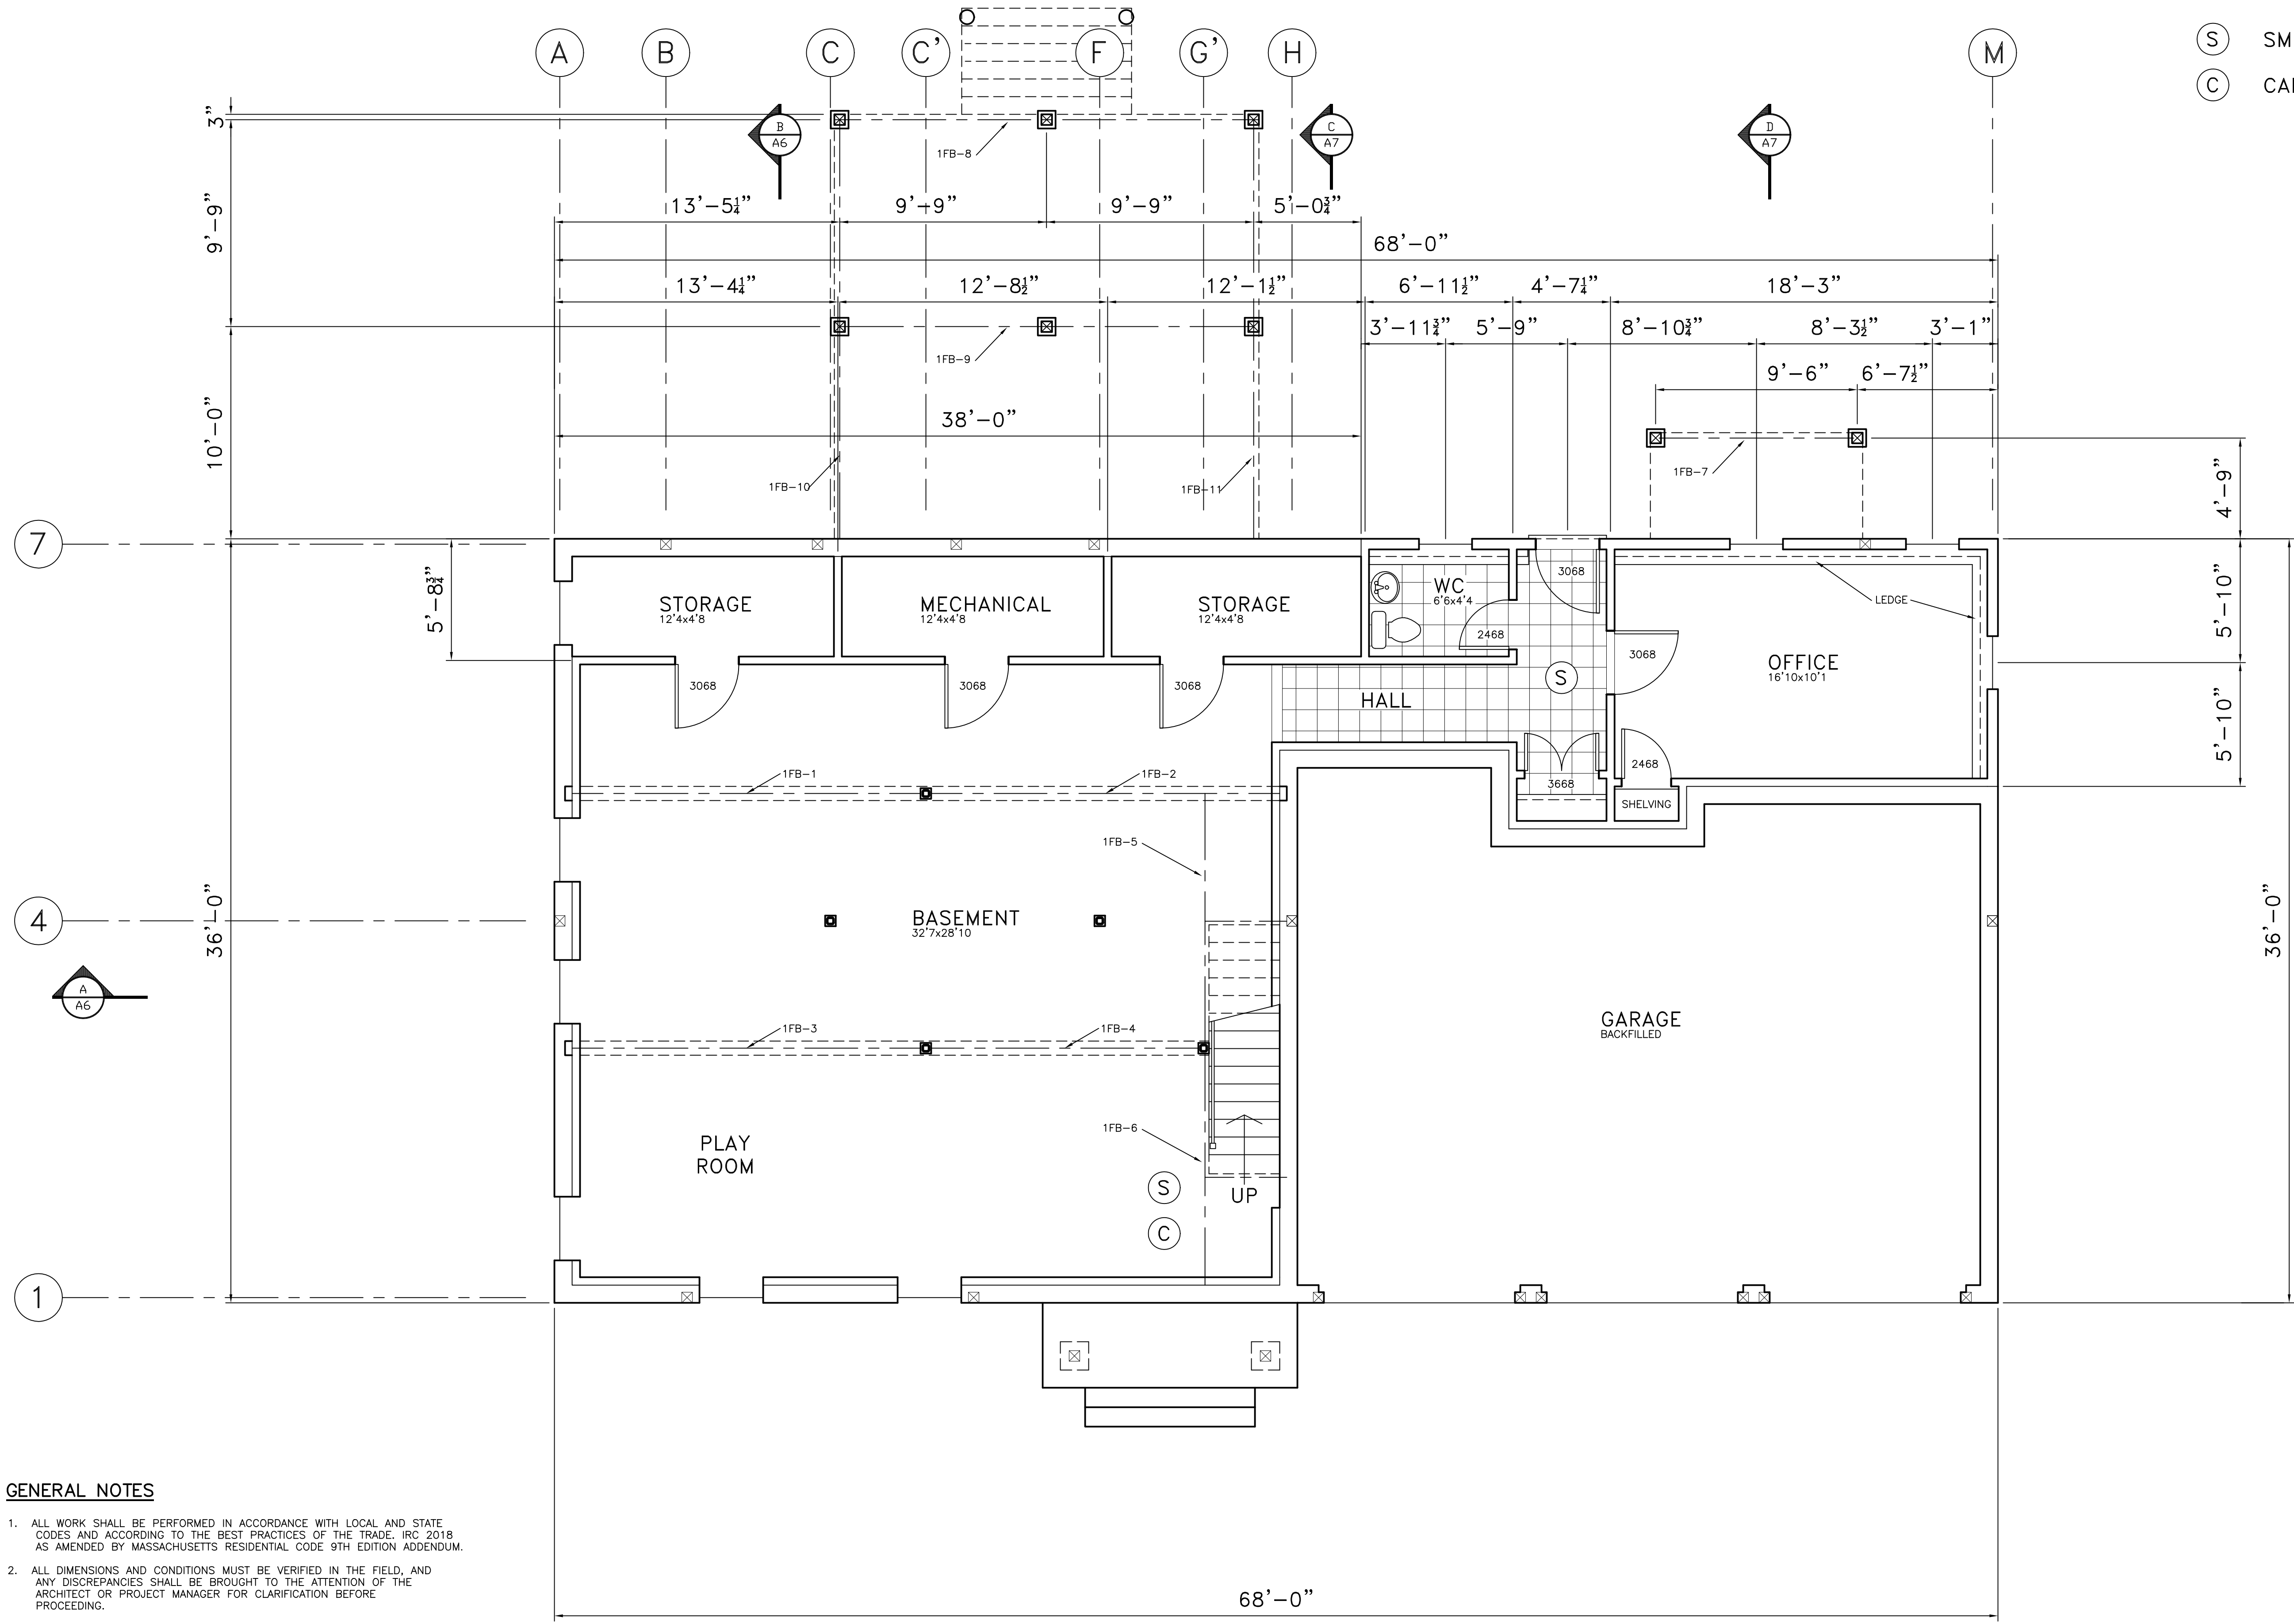 A B C C' F G' H M
S SM
C CA
3"
B
A6
C
A7
D
A7
1FB-8
9'-9"
13'-5¼" 9'-9" 9'-9" 5'-0¾"
68'-0"
13'-4¼" 12'-8½" 12'-1½" 6'-11½" 4'-7¼" 18'-3"
3'-11¾" 5'-9" 8'-10¾" 8'-3½" 3'-1"
1FB-9
9'-6" 6'-7½"
10'-0"
38'-0"
1FB-10 1FB-11 1FB-7
4'-9"
7
5'-8¾"
STORAGE
12'4x4'8
MECHANICAL
12'4x4'8
STORAGE
12'4x4'8
WC
6'6x4'4
3068
LEDGE
2468
5'-10"
3068 3068 3068
3068
S
OFFICE
16'10x10'1
HALL
5'-10"
1FB-1 1FB-2
2468
3668
SHELVING
1FB-5
4
36'-0"
BASEMENT
32'7x28'10
36'-0"
A
A6
1FB-3 1FB-4
GARAGE
BACKFILLED
1FB-6
PLAY
ROOM
S
UP
C
1
GENERAL NOTES
1. ALL WORK SHALL BE PERFORMED IN ACCORDANCE WITH LOCAL AND STATE
CODES AND ACCORDING TO THE BEST PRACTICES OF THE TRADE. IRC 2018
AS AMENDED BY MASSACHUSETTS RESIDENTIAL CODE 9TH EDITION ADDENDUM.
2. ALL DIMENSIONS AND CONDITIONS MUST BE VERIFIED IN THE FIELD, AND
ANY DISCREPANCIES SHALL BE BROUGHT TO THE ATTENTION OF THE
ARCHITECT OR PROJECT MANAGER FOR CLARIFICATION BEFORE
PROCEEDING.
68'-0"